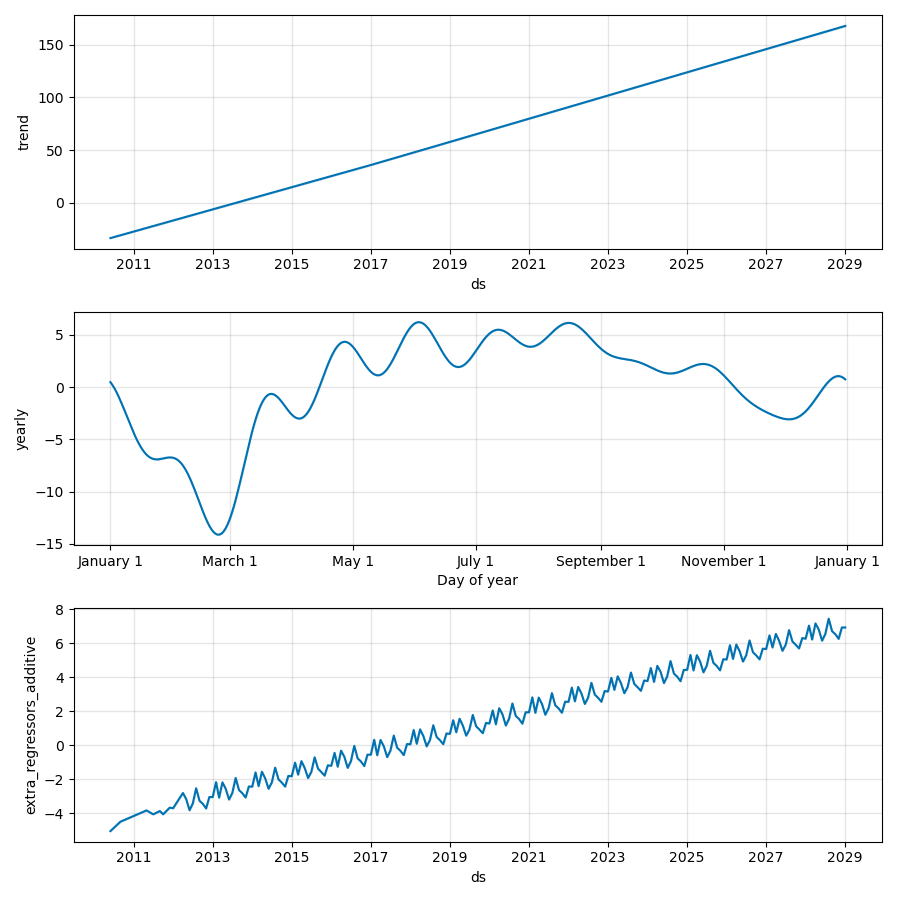 150
100
50
0
trend
2011 2013 2015 2017 2019 2021 2023 2025 2027 2029
ds
5
0
−5
−10
−15
yearly
January 1 March 1 May 1 July 1 September 1 November 1 January 1
Day of year
8
6
4
2
0
−2
−4
extra_regressors_additive
2011 2013 2015 2017 2019 2021 2023 2025 2027 2029
ds